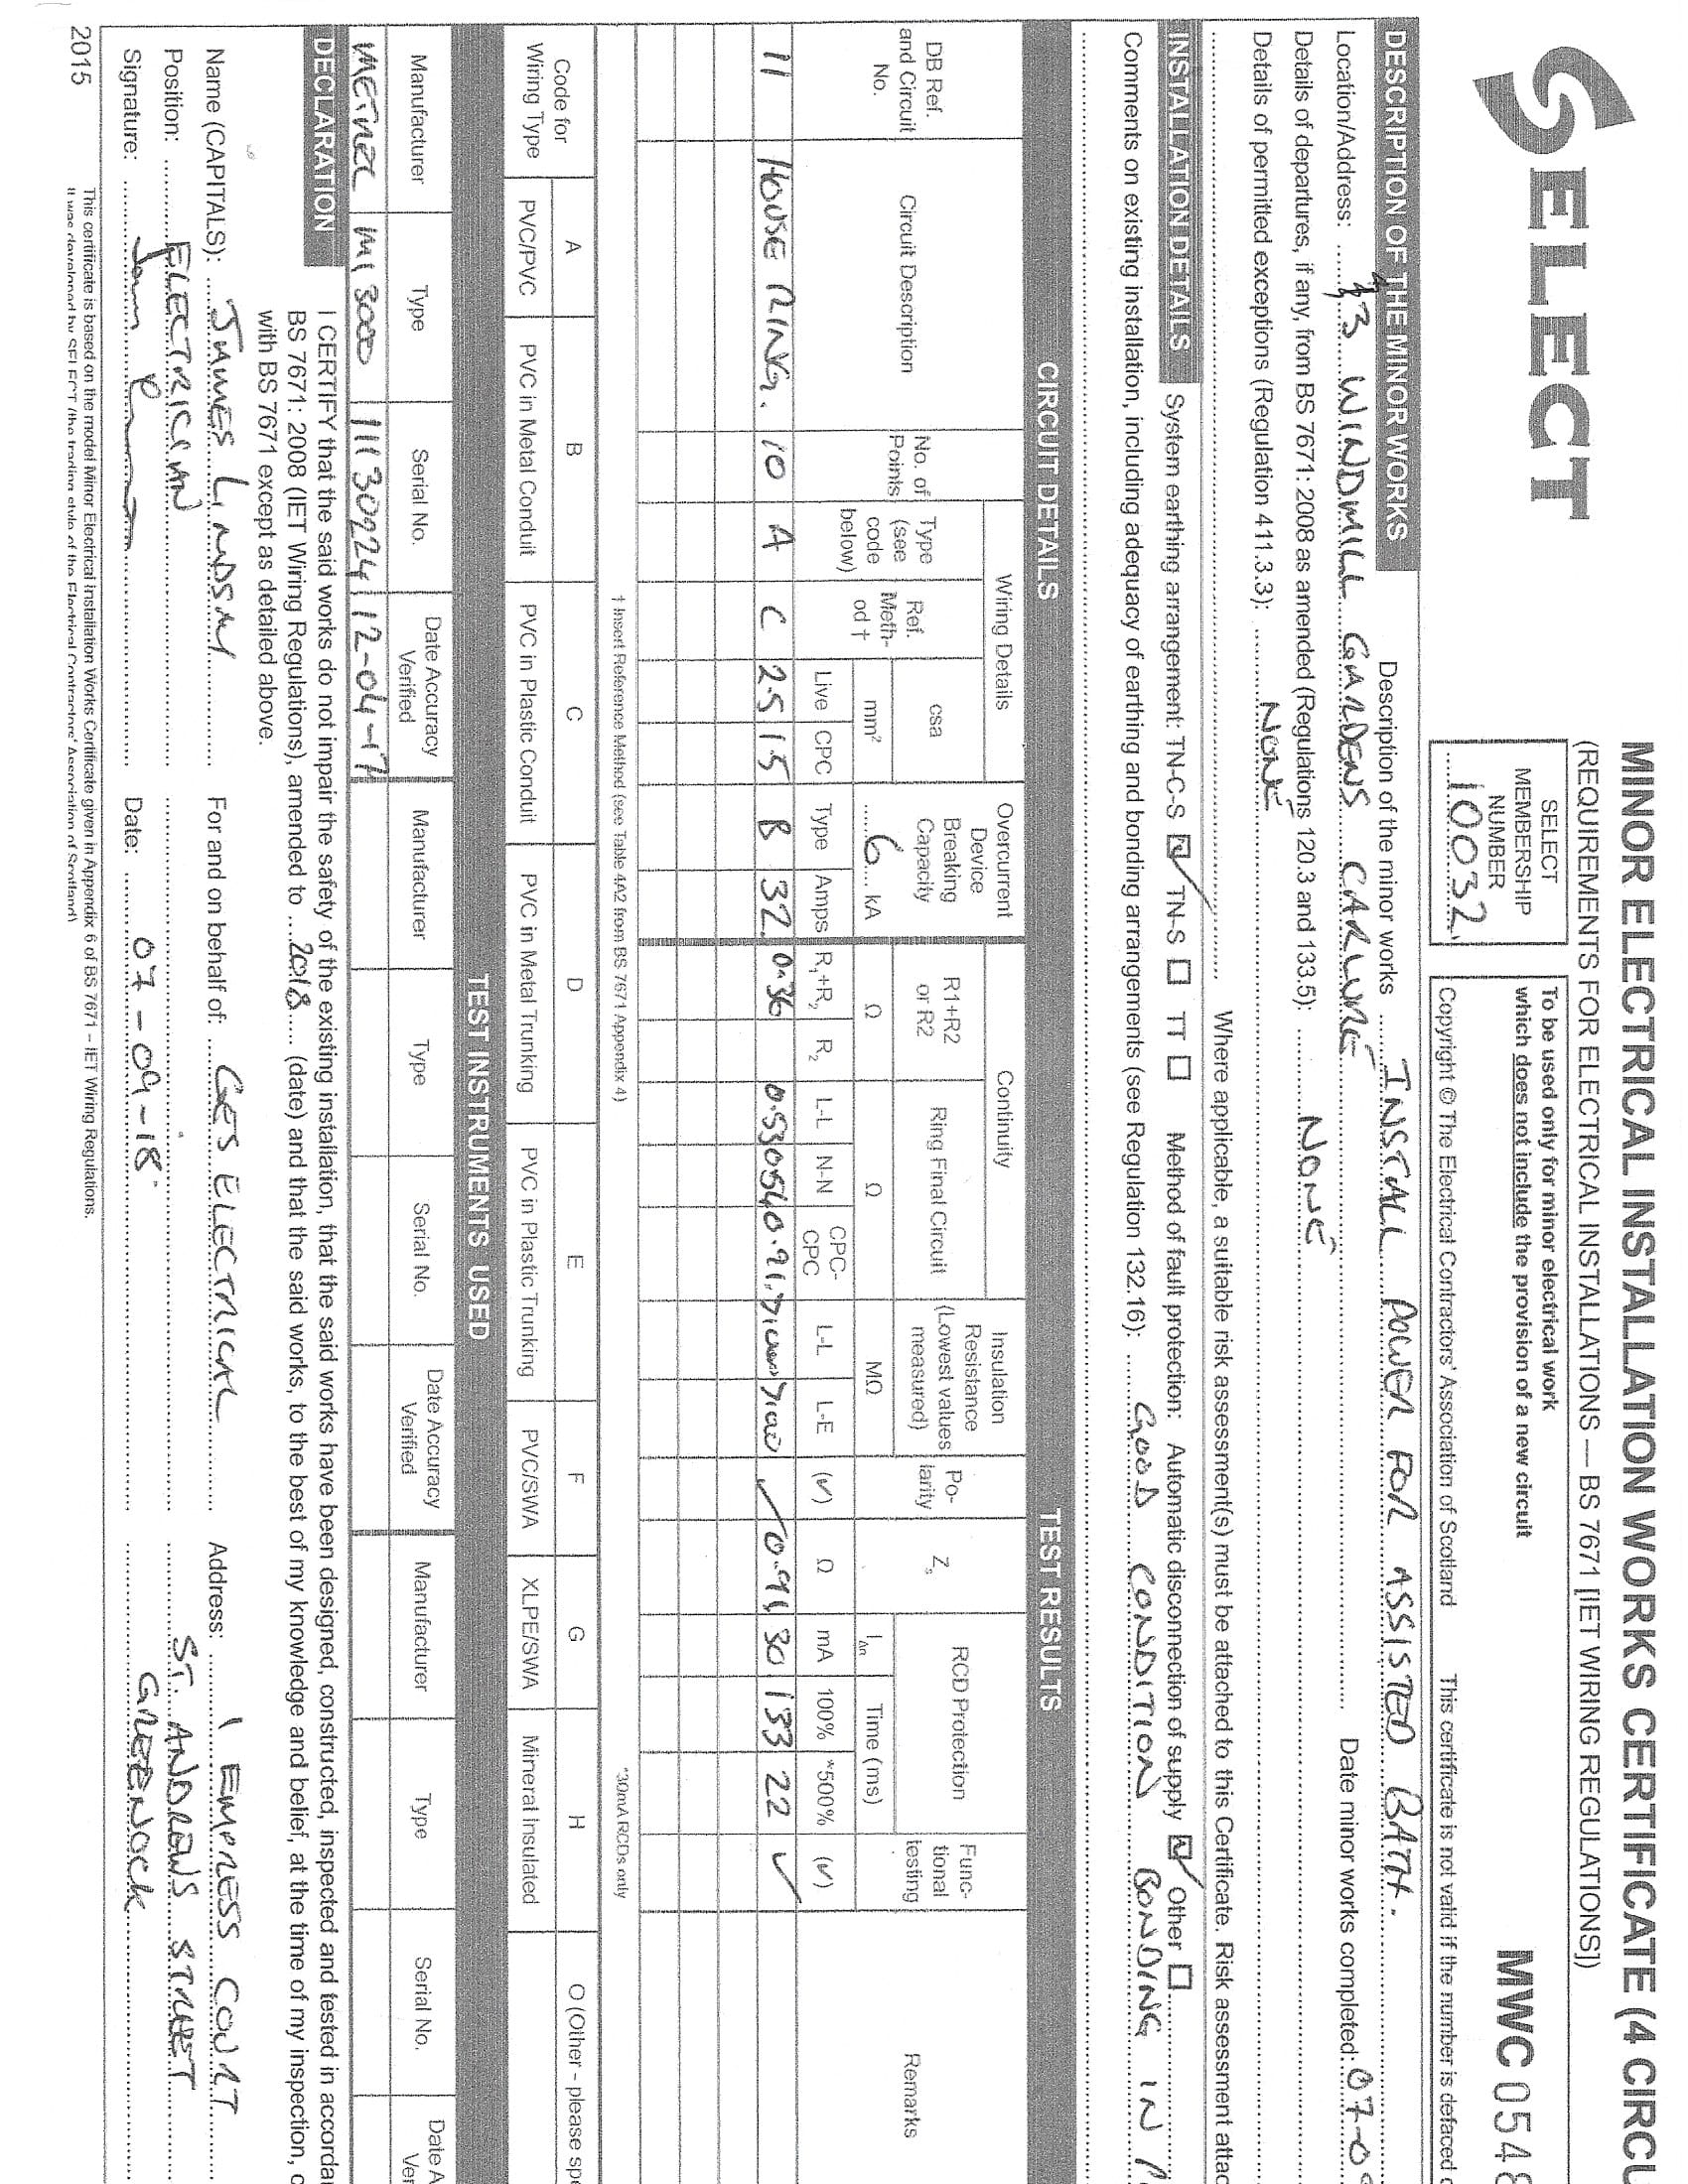 SELECT
MINOR ELECTRICAL INSTALLATION WORKS CERTIFICATE (4 CIRCU
(REQUIREMENTS FOR ELECTRICAL INSTALLATIONS — BS 7671 [IET WIRING REGULATIONS])
SELECT
MEMBERSHIP
NUMBER
10032
To be used only for minor electrical work
which does not include the provision of a new circuit
MWC 0548
Copyright © The Electrical Contractors' Association of Scotland
This certificate is not valid if the number is defaced
DESCRIPTION OF THE MINOR WORKS
Description of the minor works INSTALL POWER FOR ASSISTED BATH.
Location/Address: 3 WINDMILL GARDENS CARLUKE
Date minor works completed: 07-09
Details of departures, if any, from BS 7671: 2008 as amended (Regulations 120.3 and 133.5): NONE
Details of permitted exceptions (Regulation 411.3.3): NONE
Where applicable, a suitable risk assessment(s) must be attached to this Certificate. Risk assessment attac
INSTALLATION DETAILS
System earthing arrangement: TN-C-S ☑ TN-S ☐ TT ☐
Method of fault protection: Automatic disconnection of supply ☑ Other ☐
Comments on existing installation, including adequacy of earthing and bonding arrangements (see Regulation 132.16): GOOD CONDITION BONDING IN
CIRCUIT DETAILS
TEST RESULTS
DB Ref. and Circuit No.
Circuit Description
No. of Points
Wiring Details
Type (see code below)
Ref. Meth-od †
csa
mm²
Live
CPC
Overcurrent Device
Breaking Capacity
6 kA
Type
Amps
Continuity
R1+R2 or R2
Ω
R₁+R₂
R₂
Ring Final Circuit
Ω
L-L
N-N
CPC-CPC
Insulation Resistance (Lowest values measured)
MΩ
L-L
L-E
Po-larity
(✓)
Zs
Ω
RCD Protection
IΔn
mA
Time (ms)
100%
*500%
Func-tional testing
(✓)
Remarks
11 HOUSE RING. 10 A C 2.5 1.5 B 32 0.36 0.53 0.54 0.91 ✓ 0.91 30 133 22 ✓
† Insert Reference Method (see Table 4A2 from BS 7671 Appendix 4)
*30mA RCDs only
Code for Wiring Type
A B C D E F G H O (Other - please spe
PVC/PVC
PVC in Metal Conduit
PVC in Plastic Conduit
PVC in Metal Trunking
PVC in Plastic Trunking
PVC/SWA
XLPE/SWA
Mineral Insulated
TEST INSTRUMENTS USED
Manufacturer Type Serial No. Date Accuracy Verified Manufacturer Type Serial No. Date Accuracy Verified Manufacturer Type Serial No. Date A Ver
METREL MI 3000 11130224 12-04-17
DECLARATION
I CERTIFY that the said works do not impair the safety of the existing installation, that the said works have been designed, constructed, inspected and tested in accorda
BS 7671: 2008 (IET Wiring Regulations), amended to 2018 (date) and that the said works, to the best of my knowledge and belief, at the time of my inspection, c
with BS 7671 except as detailed above.
Name (CAPITALS): JAMES LINDSAY
For and on behalf of: GES ELECTRICAL
Address: 1 EMPRESS COURT
Position: ELECTRICIAN
ST. ANDREWS STREET
Signature:
Date: 07-09-18
GREENOCK
2015
This certificate is based on the model Minor Electrical Installation Works Certificate given in Appendix 6 of BS 7671 – IET Wiring Regulations.
It was developed by SELECT (the trading style of the Electrical Contractors' Association of Scotland)